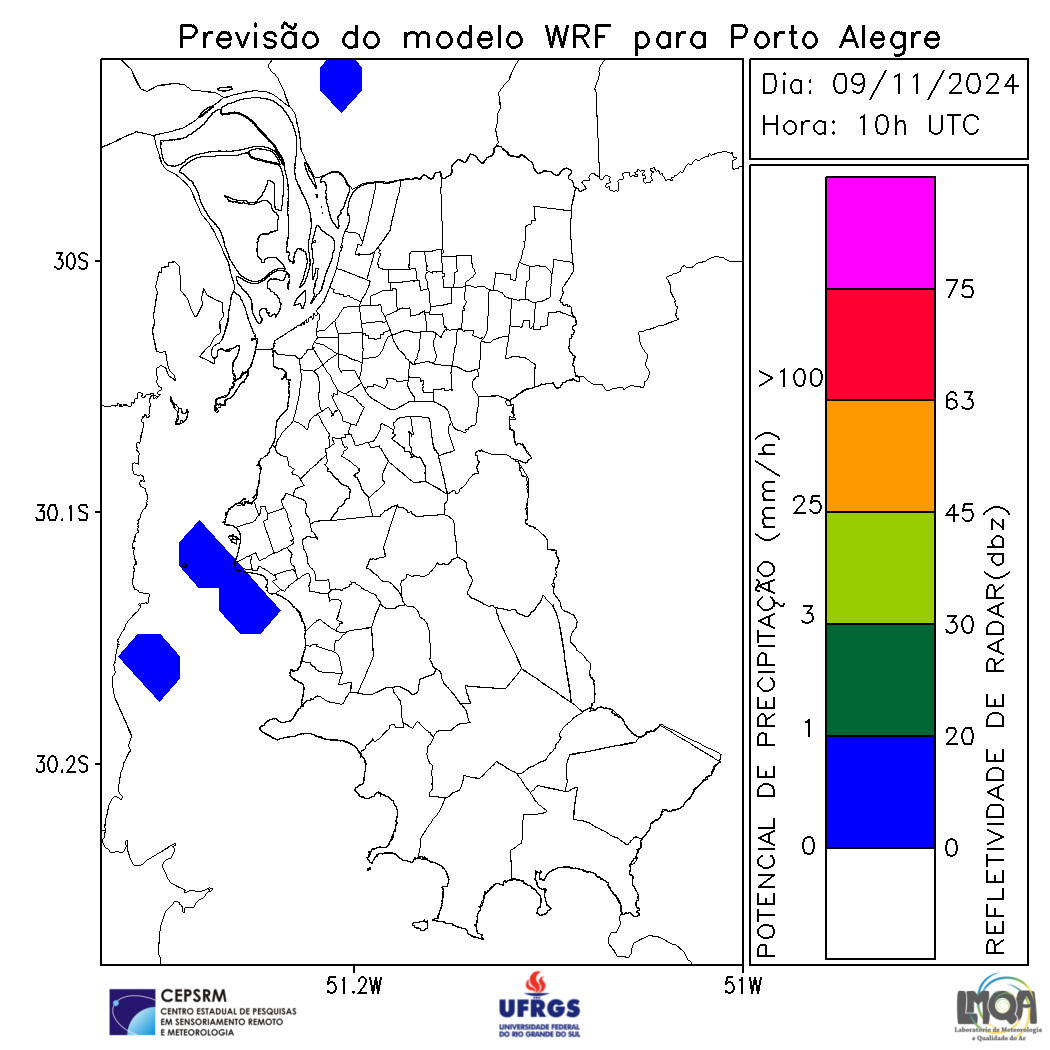 Previsão do modelo WRF para Porto Alegre
Dia: 09/11/2024
Hora: 10h UTC
30S
30.1S
30.2S
51.2W
51W
POTENCIAL DE PRECIPITAÇÃO (mm/h)
>100
25
3
1
0
75
63
45
30
20
0
REFLETIVIDADE DE RADAR(dbz)
CEPSRM
CENTRO ESTADUAL DE PESQUISAS
EM SENSORIAMENTO REMOTO
E METEOROLOGIA
UFRGS
UNIVERSIDADE FEDERAL
DO RIO GRANDE DO SUL
LMQA
Laboratório de Meteorologia
e Qualidade do Ar